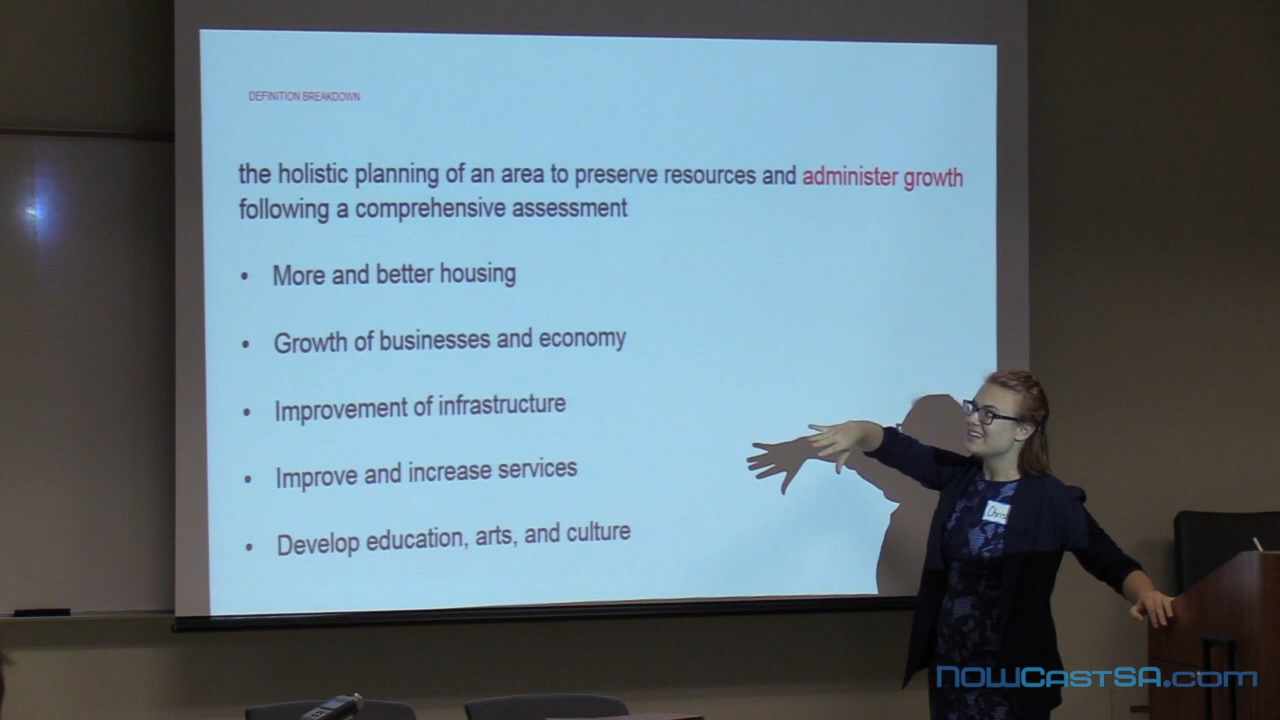 DEFINITION BREAKDOWN
the holistic planning of an area to preserve resources and administer growth
following a comprehensive assessment
• More and better housing
• Growth of businesses and economy
• Improvement of infrastructure
• Improve and increase services
• Develop education, arts, and culture
NOWCASTSA.COM